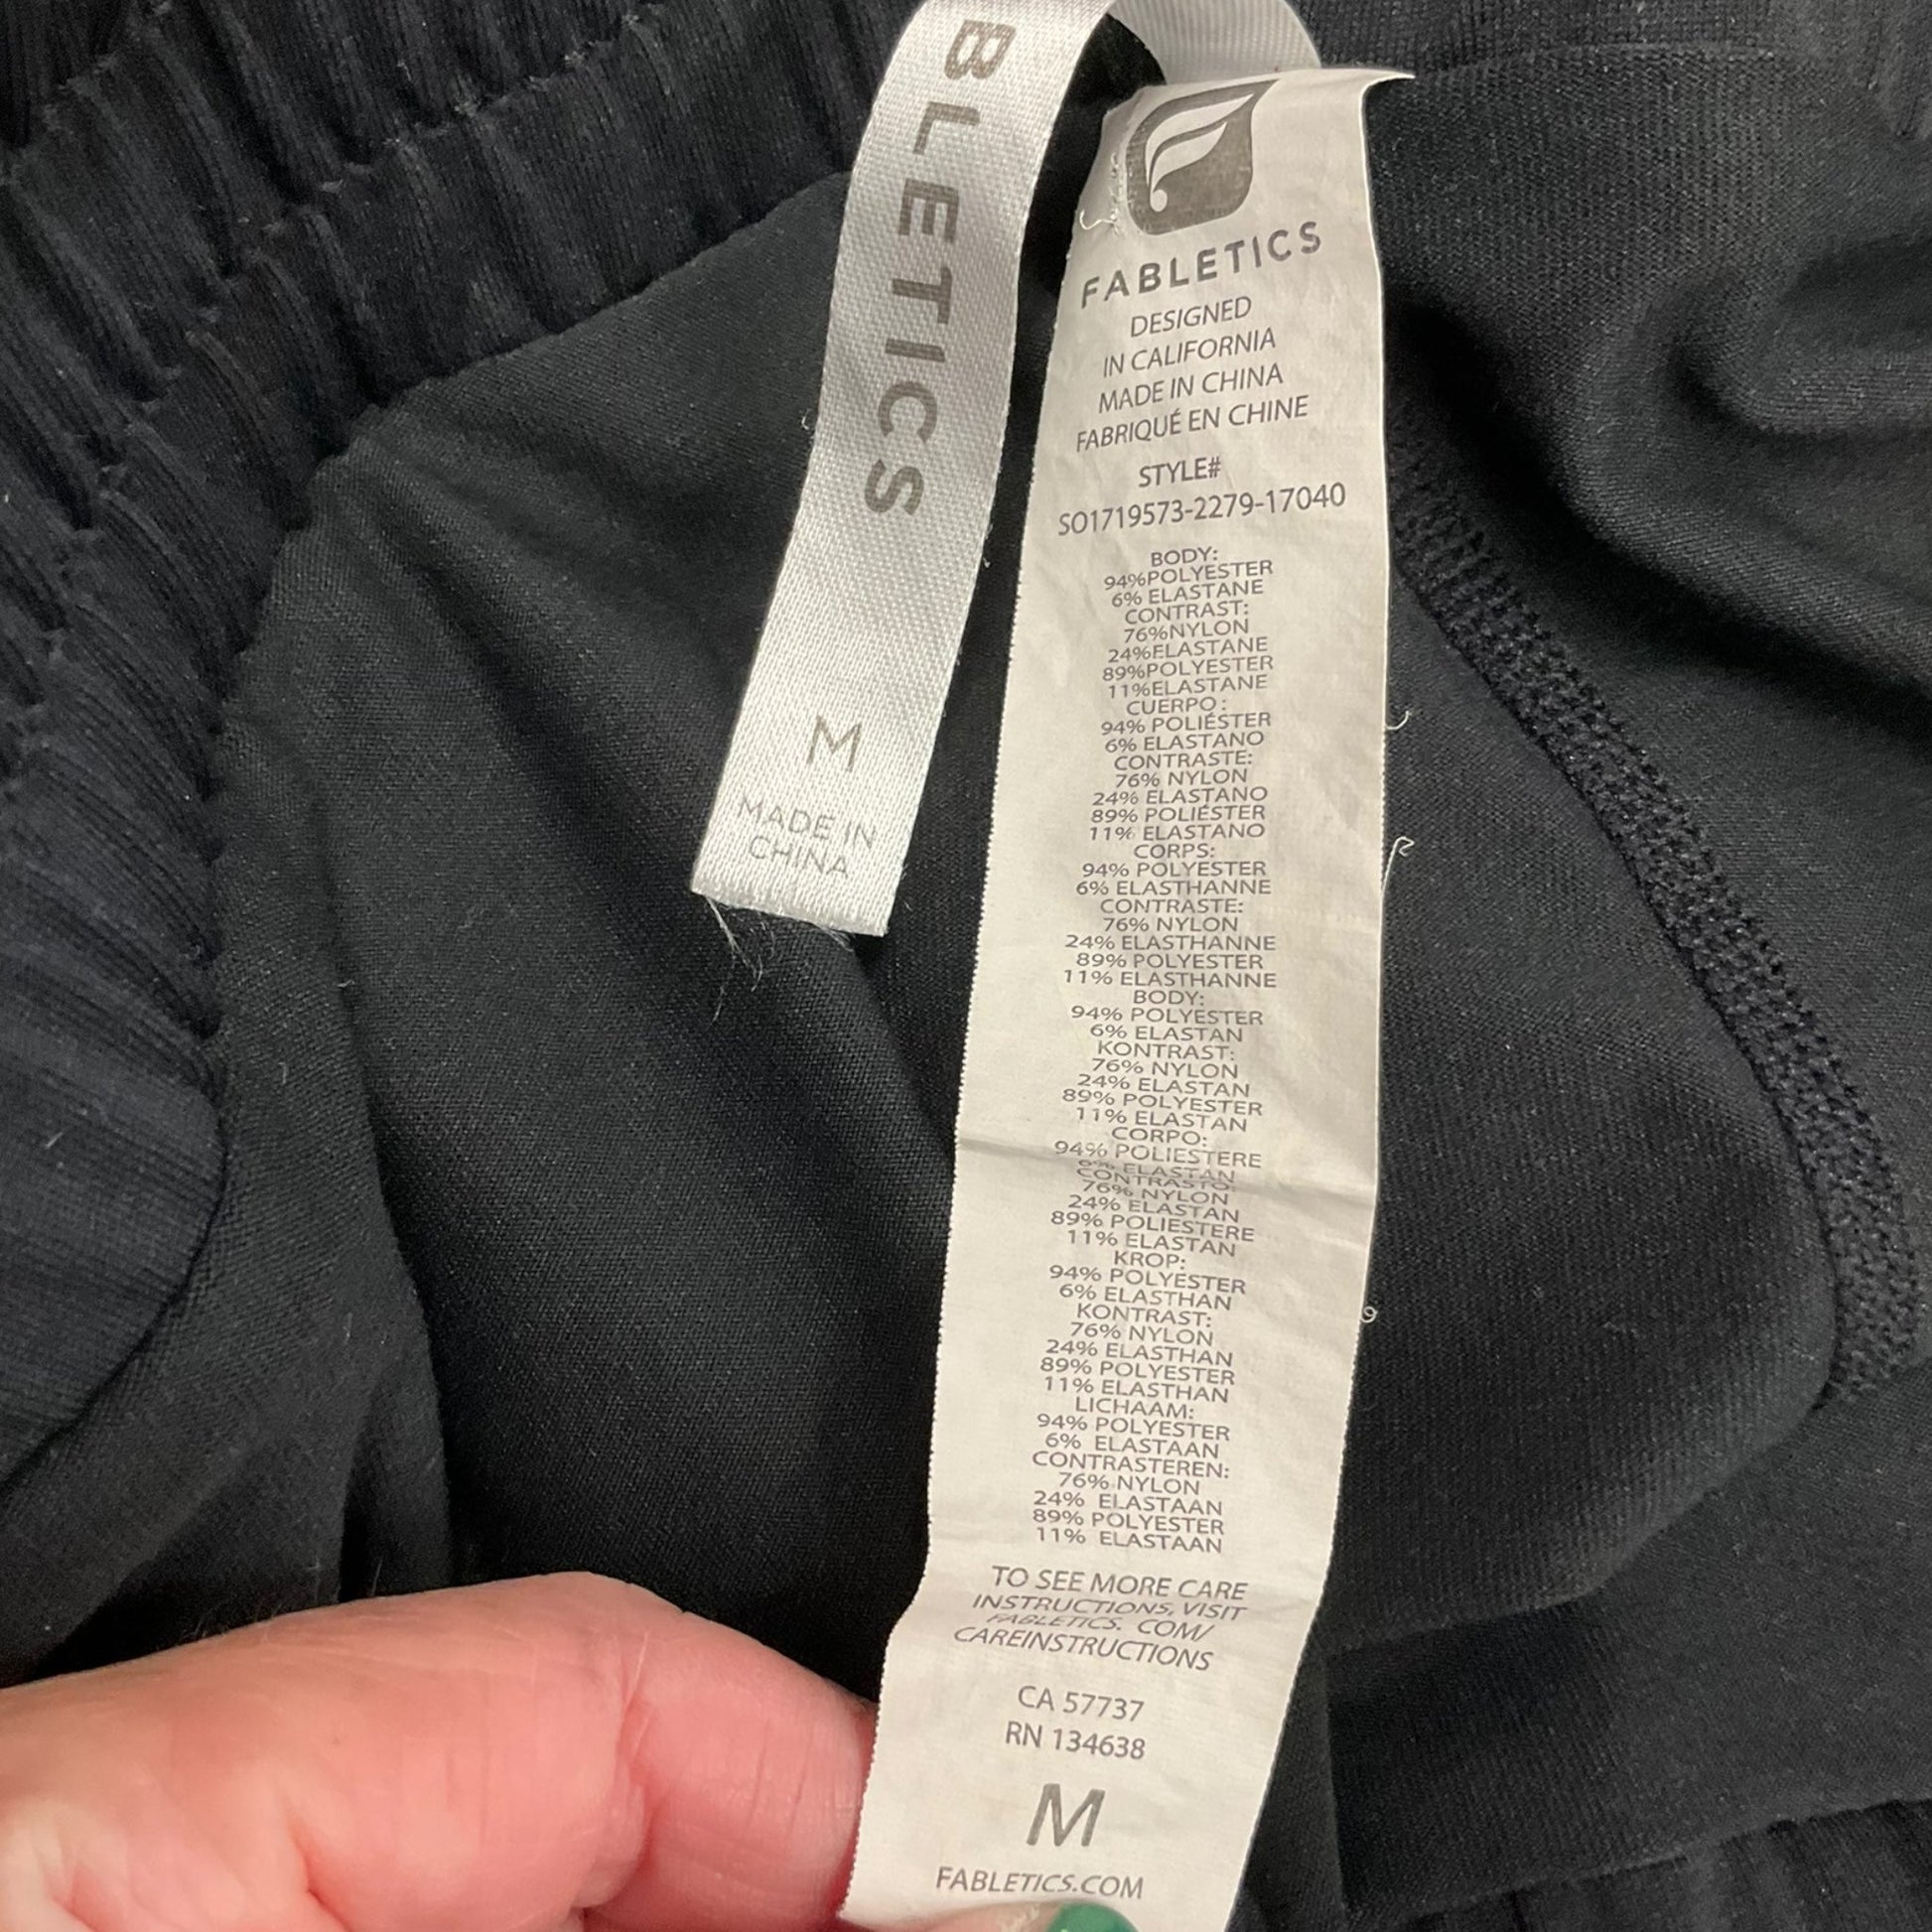 BLETICS
M
MADE IN
CHINA
FABLETICS
DESIGNED
IN CALIFORNIA
MADE IN CHINA
FABRIQUÉ EN CHINE
STYLE#
SO1719573-2279-17040
BODY:
94%POLYESTER
6% ELASTANE
CONTRAST:
76%NYLON
24%ELASTANE
89%POLYESTER
11%ELASTANE
CUERPO:
94% POLIÉSTER
6% ELASTANO
CONTRASTE:
76% NYLON
24% ELASTANO
89% POLIÉSTER
11% ELASTANO
CORPS:
94% POLYESTER
6% ELASTHANNE
CONTRASTE:
76% NYLON
24% ELASTHANNE
89% POLYESTER
11% ELASTHANNE
BODY:
94% POLYESTER
6% ELASTAN
KONTRAST:
76% NYLON
24% ELASTAN
89% POLYESTER
11% ELASTAN
CORPO:
94% POLIESTERE
ELASTAN
CONTRASTO:
76% NYLON
24% ELASTAN
89% POLIESTERE
11% ELASTAN
KROP:
94% POLYESTER
6% ELASTHAN
KONTRAST:
76% NYLON
24% ELASTHAN
89% POLYESTER
11% ELASTHAN
LICHAAM:
94% POLYESTER
6% ELASTAAN
CONTRASTEREN:
76% NYLON
24% ELASTAAN
89% POLYESTER
11% ELASTAAN
TO SEE MORE CARE
INSTRUCTIONS, VISIT
FABLETICS. COM/
CAREINSTRUCTIONS
CA 57737
RN 134638
M
FABLETICS.COM